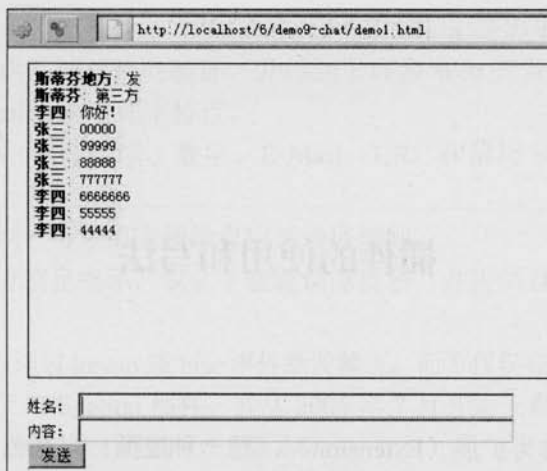 http://localhost/6/demo9-chat/demo1.html
斯蒂芬地方: 发
斯蒂芬: 第三方
李四: 你好!
张三: 00000
张三: 99999
张三: 88888
张三: 777777
李四: 6666666
李四: 55555
李四: 44444
姓名:
内容:
发送